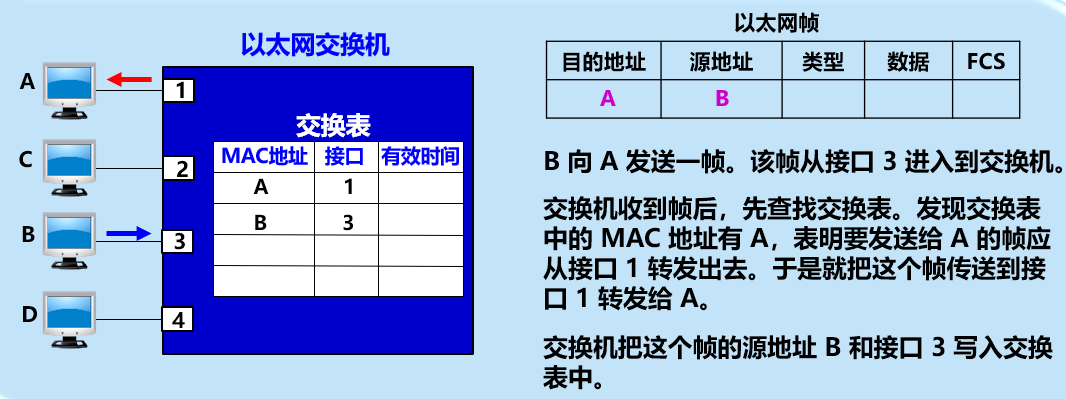 以太网交换机
A
1
C
2
B
3
D
4
交换表
MAC地址 接口 有效时间
A 1
B 3
以太网帧
目的地址 源地址 类型 数据 FCS
A B
B 向 A 发送一帧。该帧从接口 3 进入到交换机。
交换机收到帧后，先查找交换表。发现交换表
中的 MAC 地址有 A，表明要发送给 A 的帧应
从接口 1 转发出去。于是就把这个帧传送到接
口 1 转发给 A。
交换机把这个帧的源地址 B 和接口 3 写入交换
表中。